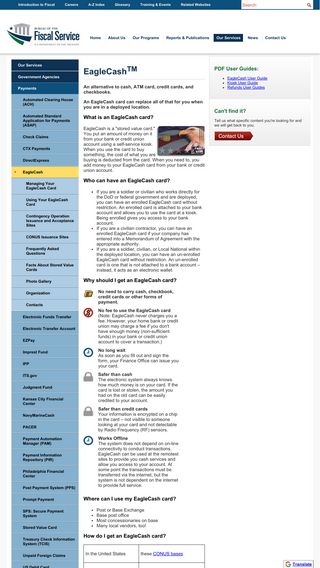 Introduction to Fiscal
Careers
A-Z Index
Glossary
Training & Events
Related Websites
BUREAU OF THE
Fiscal Service
U.S. DEPARTMENT OF THE TREASURY
Home
About Us
Our Programs
Reports & Publications
Our Services
News
Contact Us
Our Services
Government Agencies
Payments
Automated Clearing House
(ACH)
Automated Standard
Application for Payments
(ASAP)
Check Claims
CTX Payments
DirectExpress
EagleCash
Managing Your
EagleCash Card
Using Your EagleCash
Card
Contingency Operation
Issuance and Acceptance
Sites
CONUS Issuance Sites
Frequently Asked
Questions
Facts About Stored Value
Cards
Photo Gallery
Organization
Contacts
Electronic Funds Transfer
Electronic Transfer Account
EZPay
Imprest Fund
IPP
ITS.gov
Judgment Fund
Kansas City Financial
Center
NavyMarineCash
PACER
Payment Automation
Manager (PAM)
Payment Information
Repository (PIR)
Philadelphia Financial
Center
Post Payment System (PPS)
Prompt Payment
SPS: Secure Payment
System
Stored Value Card
Treasury Check Information
System (TCIS)
Unpaid Foreign Claims
US Debit Card
EagleCashTM
An alternative to cash, ATM card, credit cards, and
checkbooks.
An EagleCash card can replace all of that for you when
you are in a deployed location.
What is an EagleCash card?
EagleCash is a "stored value card."
You put your money on it
from your bank or credit union
account using a self-service kiosk.
When you use the card to buy
something, the cost of what you are
buying is deducted from the card. When you need to, you
add money to your EagleCash card from your bank or credit
union account.
Who can have an EagleCash card?
If you are a soldier or civilian who works directly for
the DoD or federal government and are deployed,
you can have an enrolled EagleCash card without
restriction. An enrolled card is attached to your bank
account and allows you to use the card at kiosk.
Being enrolled gives you access to your bank
account.
If you are a civilian contractor, you can have an
enrolled EagleCash card if your company has
entered into a Memorandum of Agreement with the
appropriate authority
If you are a soldier, civilian, or Local National within
the deployed location, you can have an un-enrolled
EagleCash card without restriction. An un-enrolled
card is one that is not attached to a bank account –
instead, it acts as an electronic wallet.
Why should I get an EagleCash card?
No need to carry cash, checkbook,
credit cards or other forms of
payment.
No fee to use the EagleCash card
(Note: EagleCash never charges you a
fee. However, your home bank or credit
union may charge a fee if you don't
have enough money (non-sufficient
funds) in your bank or credit union
account to cover a transaction.)
No long wait
As soon as you fill out and sign the
form, your Finance Office can issue you
your card.
Safer than cash
The electronic system always knows
how much money is on your card. If the
card is lost or stolen, the amount you
had on the old card can be easily
credited to your account.
Safer than credit cards
Your information is encrypted on a chip
in the card – not visible to someone
looking at your card and not detectable
by Radio Frequency (RF) sensors.
Works Offline
The system does not depend on on-line
connectivity to conduct transactions.
EagleCash can be used at the remotest
sites to provide you services and
allow you access to your account. At
some point the transactions must be
transferred via the internet, but the
system is not dependent on the internet
to provide full service.
Where can I use my EagleCash card?
Post or Base Exchange
Base post office
Most concessionaires on base
Many local vendors, too!
How do I get an EagleCash card?
In the United States
these CONUS bases
PDF User Guides:
EagleCash User Guide
Kiosk User Guide
Refunds User Guides
Can't find it?
Tell us what specific content you're looking for and
we will get back to you.
Contact Us